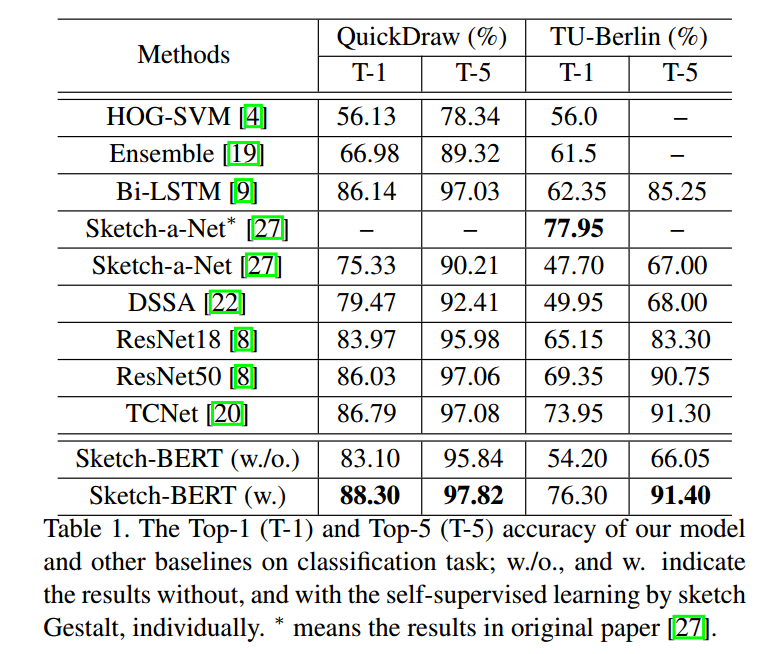 Methods QuickDraw (%) TU-Berlin (%)
T-1 T-5 T-1 T-5
HOG-SVM [4] 56.13 78.34 56.0 –
Ensemble [19] 66.98 89.32 61.5 –
Bi-LSTM [9] 86.14 97.03 62.35 85.25
Sketch-a-Net* [27] – – 77.95 –
Sketch-a-Net [27] 75.33 90.21 47.70 67.00
DSSA [22] 79.47 92.41 49.95 68.00
ResNet18 [8] 83.97 95.98 65.15 83.30
ResNet50 [8] 86.03 97.06 69.35 90.75
TCNet [20] 86.79 97.08 73.95 91.30
Sketch-BERT (w./o.) 83.10 95.84 54.20 66.05
Sketch-BERT (w.) 88.30 97.82 76.30 91.40
Table 1. The Top-1 (T-1) and Top-5 (T-5) accuracy of our model
and other baselines on classification task; w./o., and w. indicate
the results without, and with the self-supervised learning by sketch
Gestalt, individually. * means the results in original paper [27].